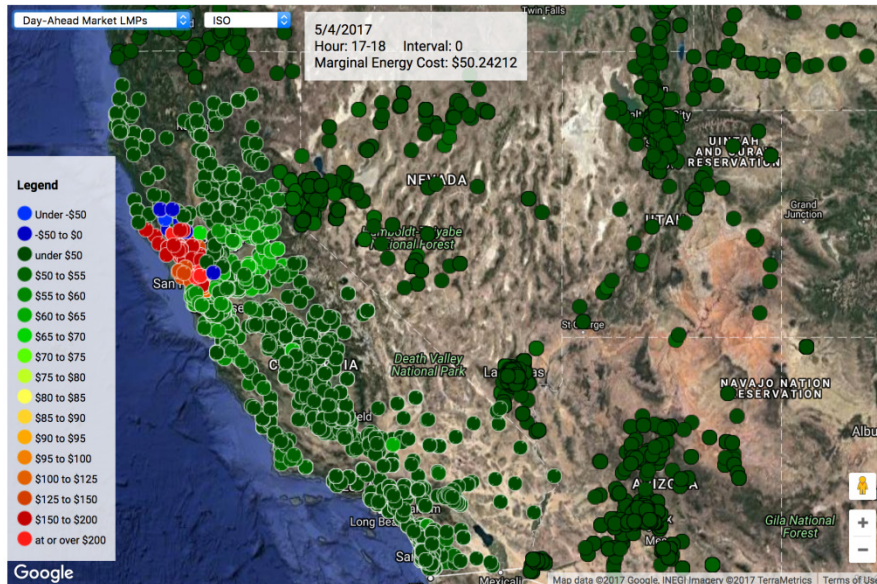 Day-Ahead Market LMPs
ISO
5/4/2017
Hour: 17-18 Interval: 0
Marginal Energy Cost: $50.24212
Twin Falls
NEVADA
UINTAH
RESERVATION
Grand
Junction
UTAH
National Forest
Legend
Under -$50
-$50 to $0
under $50
$50 to $55
$55 to $60
$60 to $65
$65 to $70
$70 to $75
$75 to $80
$80 to $85
$85 to $90
$90 to $95
$95 to $100
$100 to $125
$125 to $150
$150 to $200
at or over $200
San
St George
Death Valley
National Park
NAVAJO NATION
Albu
ARIZONA
Long
Gila National
Forest
Mexicali
Google
Map data ©2017 Google, INEGI Imagery ©2017 TerraMetrics
Terms of Us